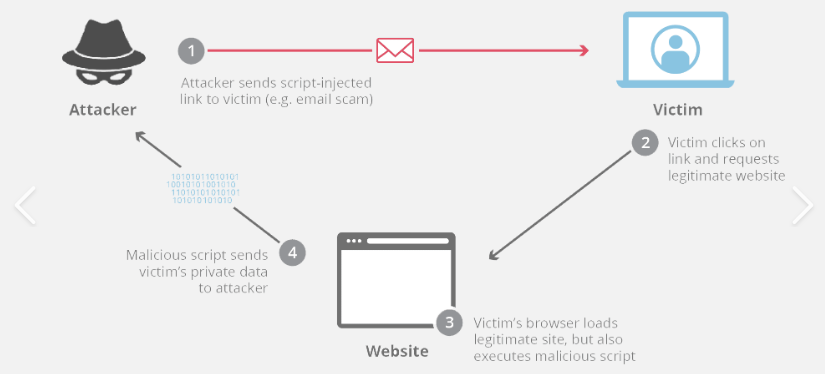 1
Attacker sends script-injected
link to victim (e.g. email scam)
Attacker
Victim
2
Victim clicks on
link and requests
legitimate website
10101011010101
10010101001010
11010101010101
101010101010
4
Malicious script sends
victim's private data
to attacker
3
Victim's browser loads
legitimate site, but also
executes malicious script
Website